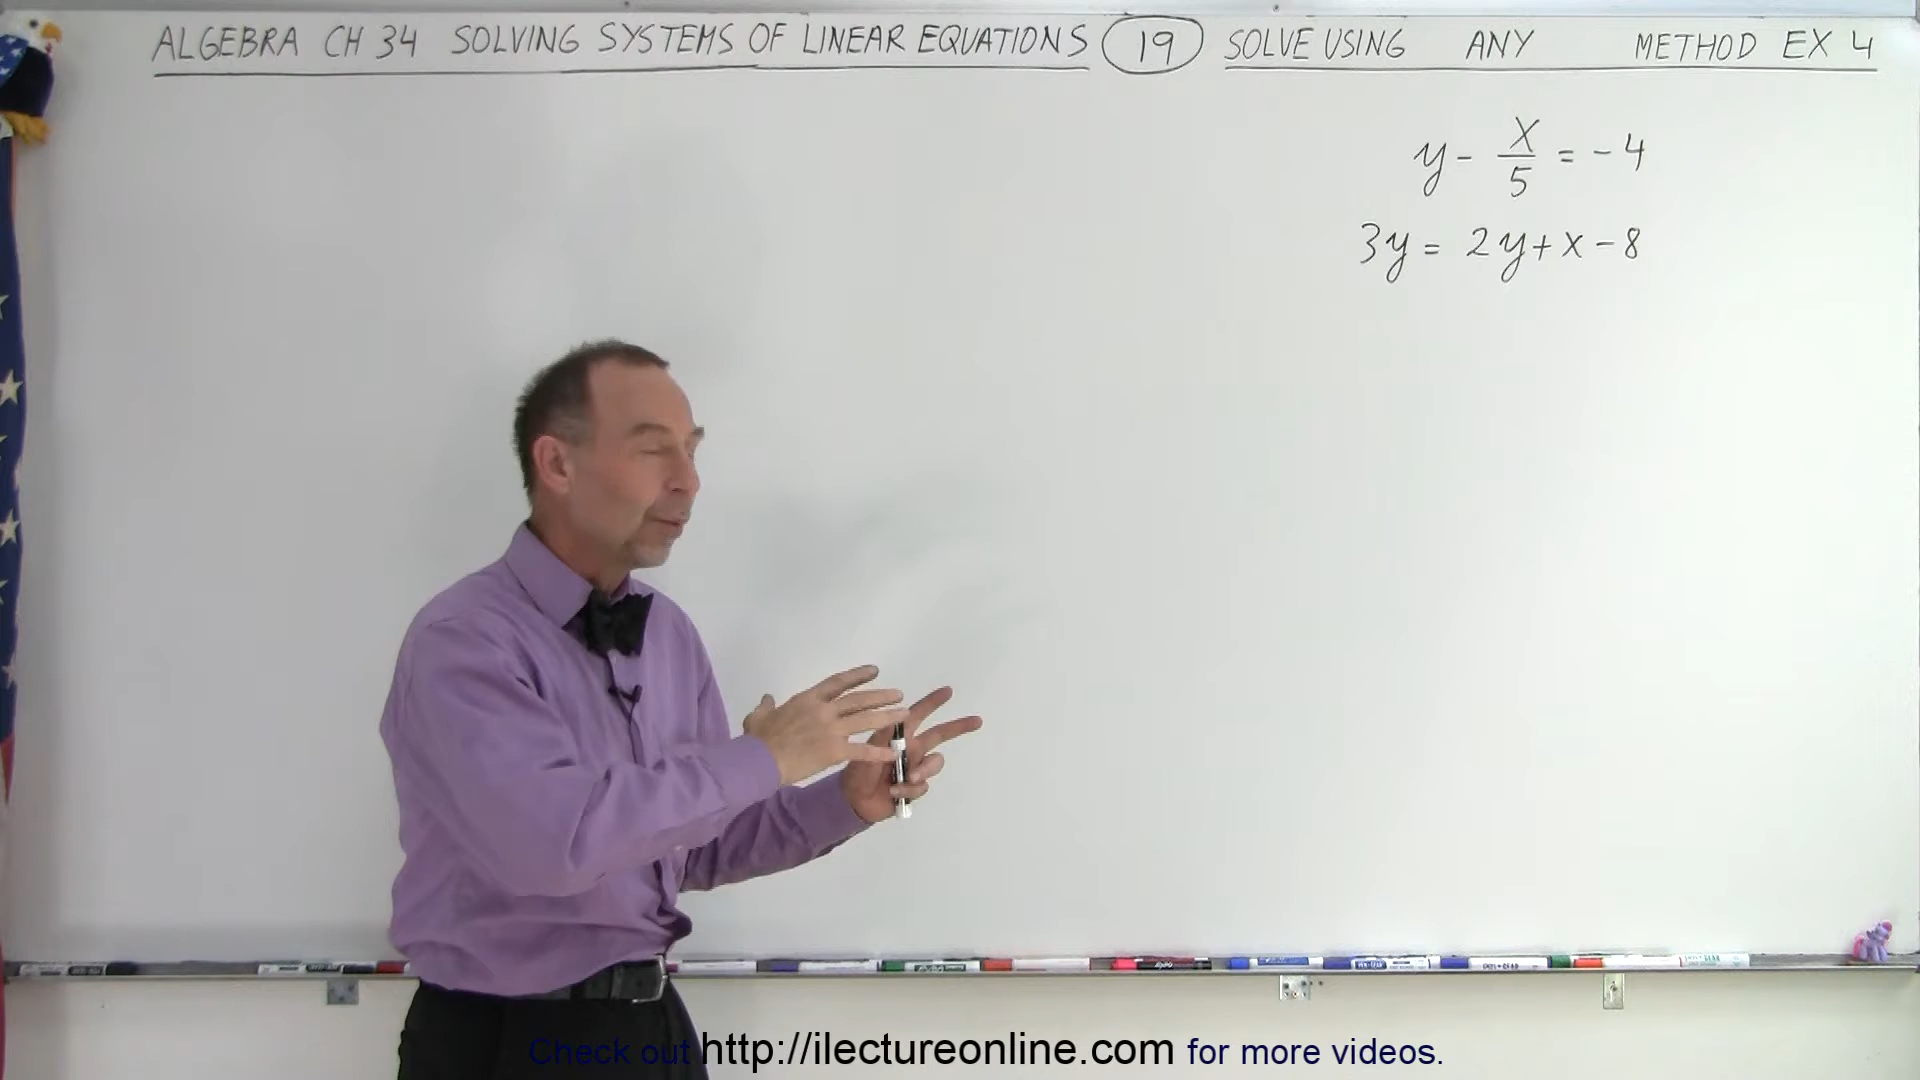 ALGEBRA CH 34 SOLVING SYSTEMS OF LINEAR EQUATIONS 19 SOLVE USING ANY METHOD EX 4
y - x/5 = -4
3y = 2y + x - 8
Check out http://ilectureonline.com for more videos.